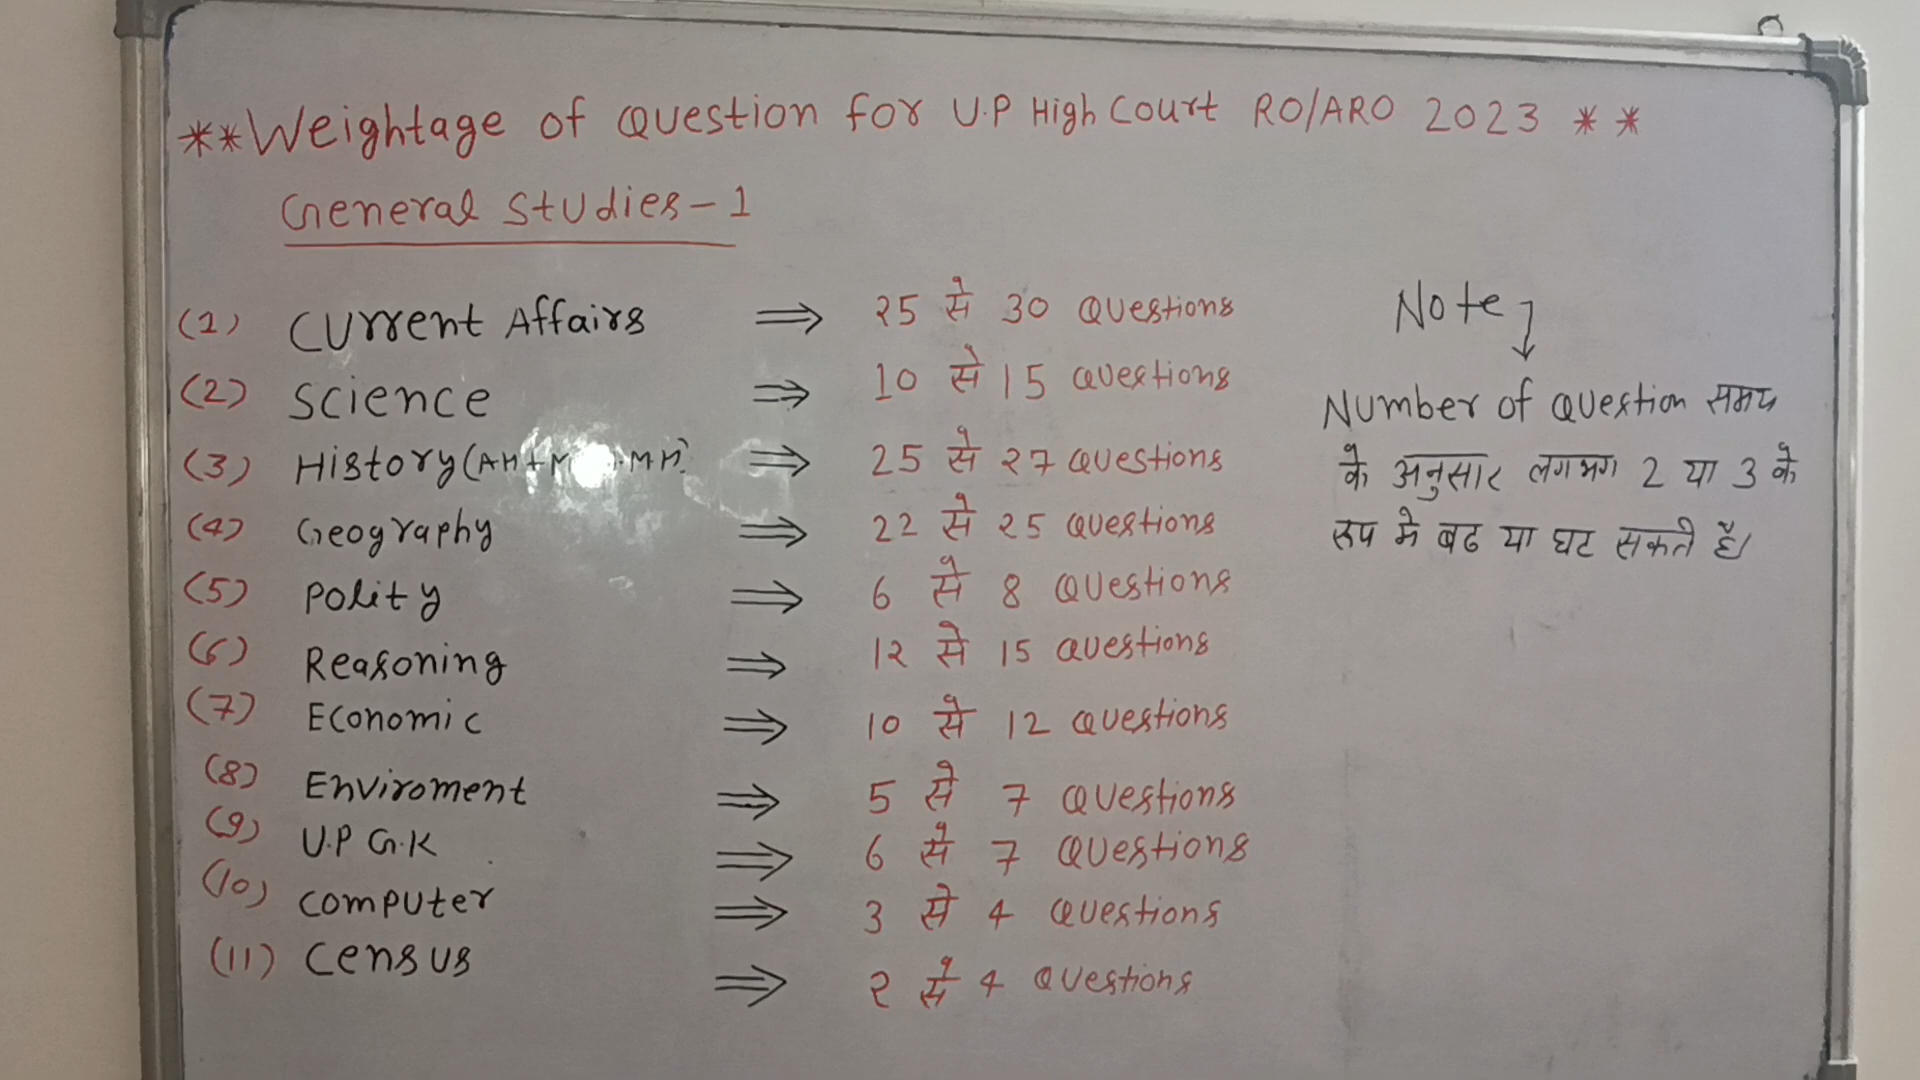 **Weightage of Question for U.P High Court RO/ARO 2023 **
General Studies-1
(1) Current Affairs ⇒ 25 से 30 Questions
(2) Science ⇒ 10 से 15 Questions
(3) History(AH+M ⇒ 25 से 27 Questions
(4) Geography ⇒ 22 से 25 Questions
(5) Polity ⇒ 6 से 8 Questions
(6) Reasoning ⇒ 12 से 15 Questions
(7) Economic ⇒ 10 से 12 Questions
(8) Enviroment ⇒ 5 से 7 Questions
(9) U.P G.K ⇒ 6 से 7 Questions
(10) Computer ⇒ 3 से 4 Questions
(11) Census ⇒ 2 से 4 Questions
Note
↓
Number of Question समय
के अनुसार लगभग 2 या 3 के
रूप मे बढ या घट सकते है।